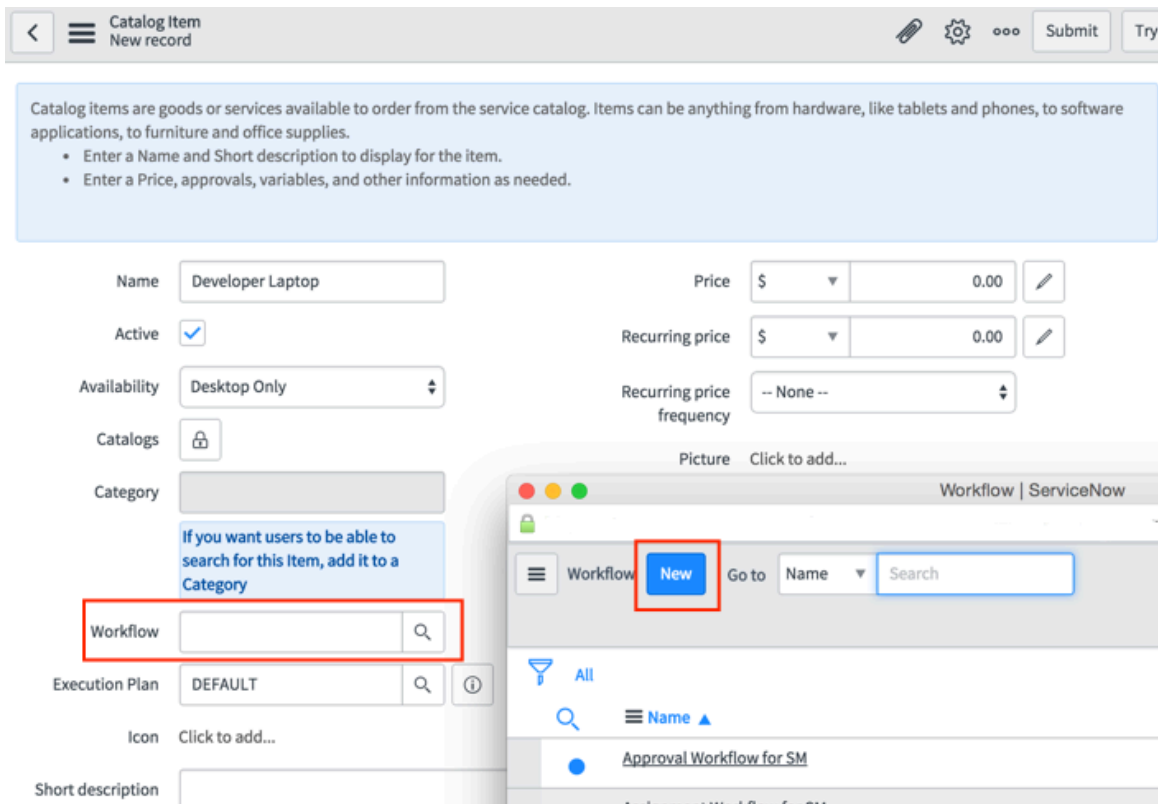 Catalog Item
New record
Submit
Try
Catalog items are goods or services available to order from the service catalog. Items can be anything from hardware, like tablets and phones, to software
applications, to furniture and office supplies.
• Enter a Name and Short description to display for the item.
• Enter a Price, approvals, variables, and other information as needed.
Name Developer Laptop
Active
Availability Desktop Only
Catalogs
Category
If you want users to be able to
search for this Item, add it to a
Category
Workflow
Execution Plan DEFAULT
Icon Click to add...
Short description
Price $ 0.00
Recurring price $ 0.00
Recurring price
frequency
-- None --
Picture Click to add...
Workflow | ServiceNow
Workflow New Go to Name Search
All
Name
Approval Workflow for SM